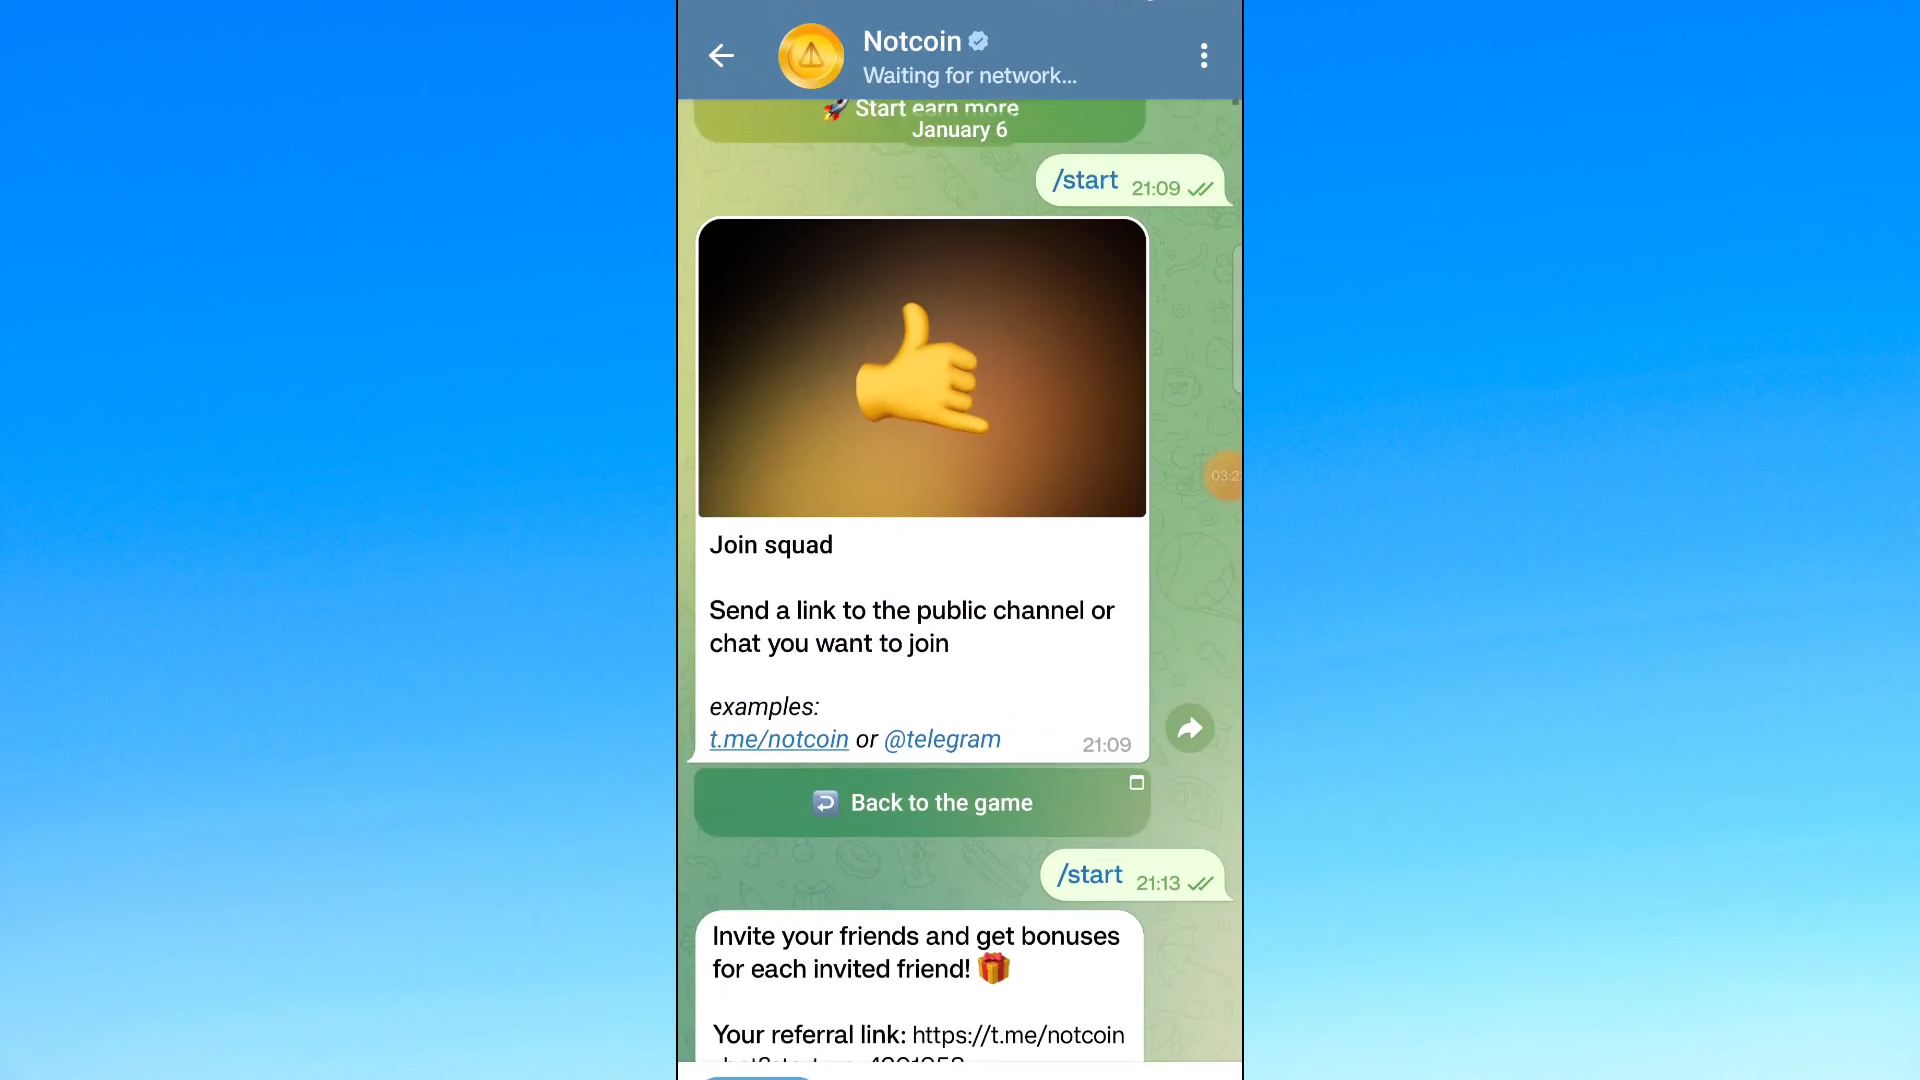 Notcoin
Waiting for network...
🚀 Start earn more
January 6
/start 21:09
Join squad
Send a link to the public channel or
chat you want to join
examples:
t.me/notcoin or @telegram 21:09
Back to the game
/start 21:13
Invite your friends and get bonuses
for each invited friend! 🎁
Your referral link: https://t.me/notcoin